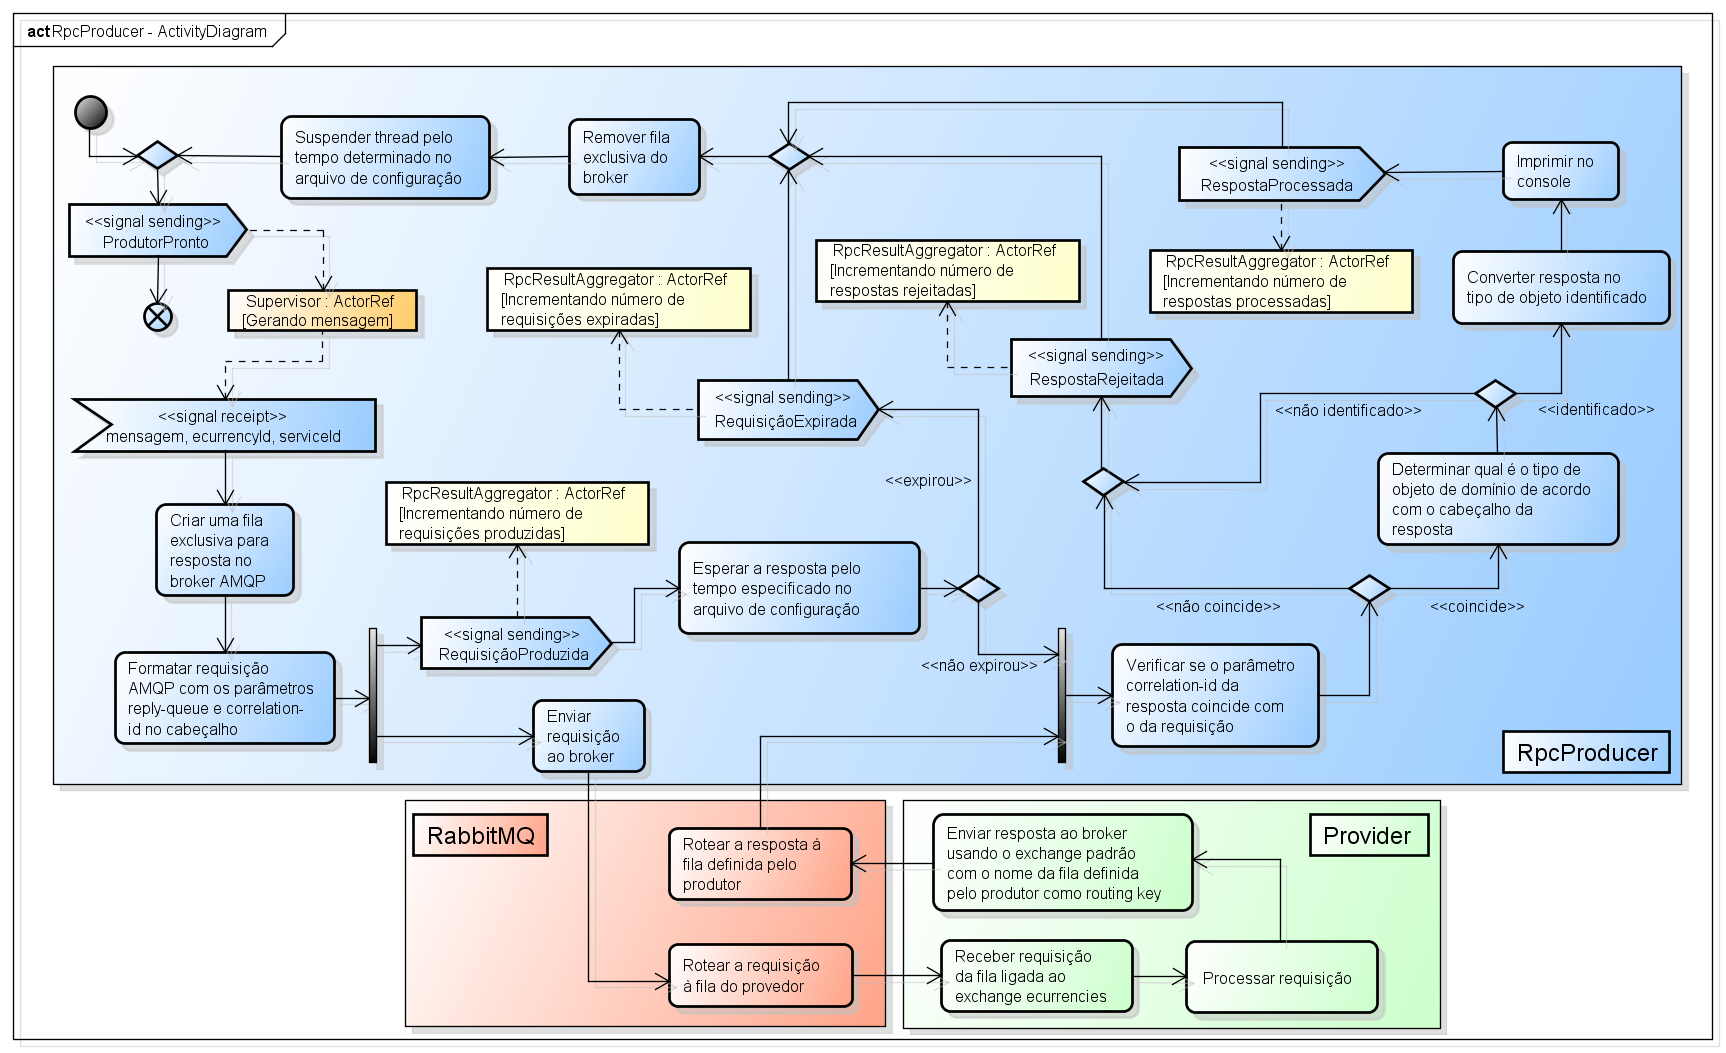 act RpcProducer - ActivityDiagram
Suspender thread pelo
tempo determinado no
arquivo de configuração
Remover fila
exclusiva do
broker
<<signal sending>>
RespostaProcessada
Imprimir no
console
<<signal sending>>
ProdutorPronto
Supervisor : ActorRef
[Gerando mensagem]
RpcResultAggregator : ActorRef
[Incrementando número de
requisições expiradas]
RpcResultAggregator : ActorRef
[Incrementando número de
respostas rejeitadas]
RpcResultAggregator : ActorRef
[Incrementando número de
respostas processadas]
Converter resposta no
tipo de objeto identificado
<<signal receipt>>
mensagem, ecurrencyId, serviceId
<<signal sending>>
RequisiçãoExpirada
<<signal sending>>
RespostaRejeitada
<<não identificado>>
<<identificado>>
Criar uma fila
exclusiva para
resposta no
broker AMQP
RpcResultAggregator : ActorRef
[Incrementando número de
requisições produzidas]
<<expirou>>
Determinar qual é o tipo de
objeto de domínio de acordo
com o cabeçalho da
resposta
Esperar a resposta pelo
tempo especificado no
arquivo de configuração
<<não coincide>>
<<coincide>>
Formatar requisição
AMQP com os parâmetros
reply-queue e correlation-
id no cabeçalho
<<signal sending>>
RequisiçãoProduzida
<<não expirou>>
Verificar se o parâmetro
correlation-id da
resposta coincide com
o da requisição
Enviar
requisição
ao broker
RpcProducer
RabbitMQ
Rotear a resposta à
fila definida pelo
produtor
Enviar resposta ao broker
usando o exchange padrão
com o nome da fila definida
pelo produtor como routing key
Provider
Rotear a requisição
à fila do provedor
Receber requisição
da fila ligada ao
exchange ecurrencies
Processar requisição